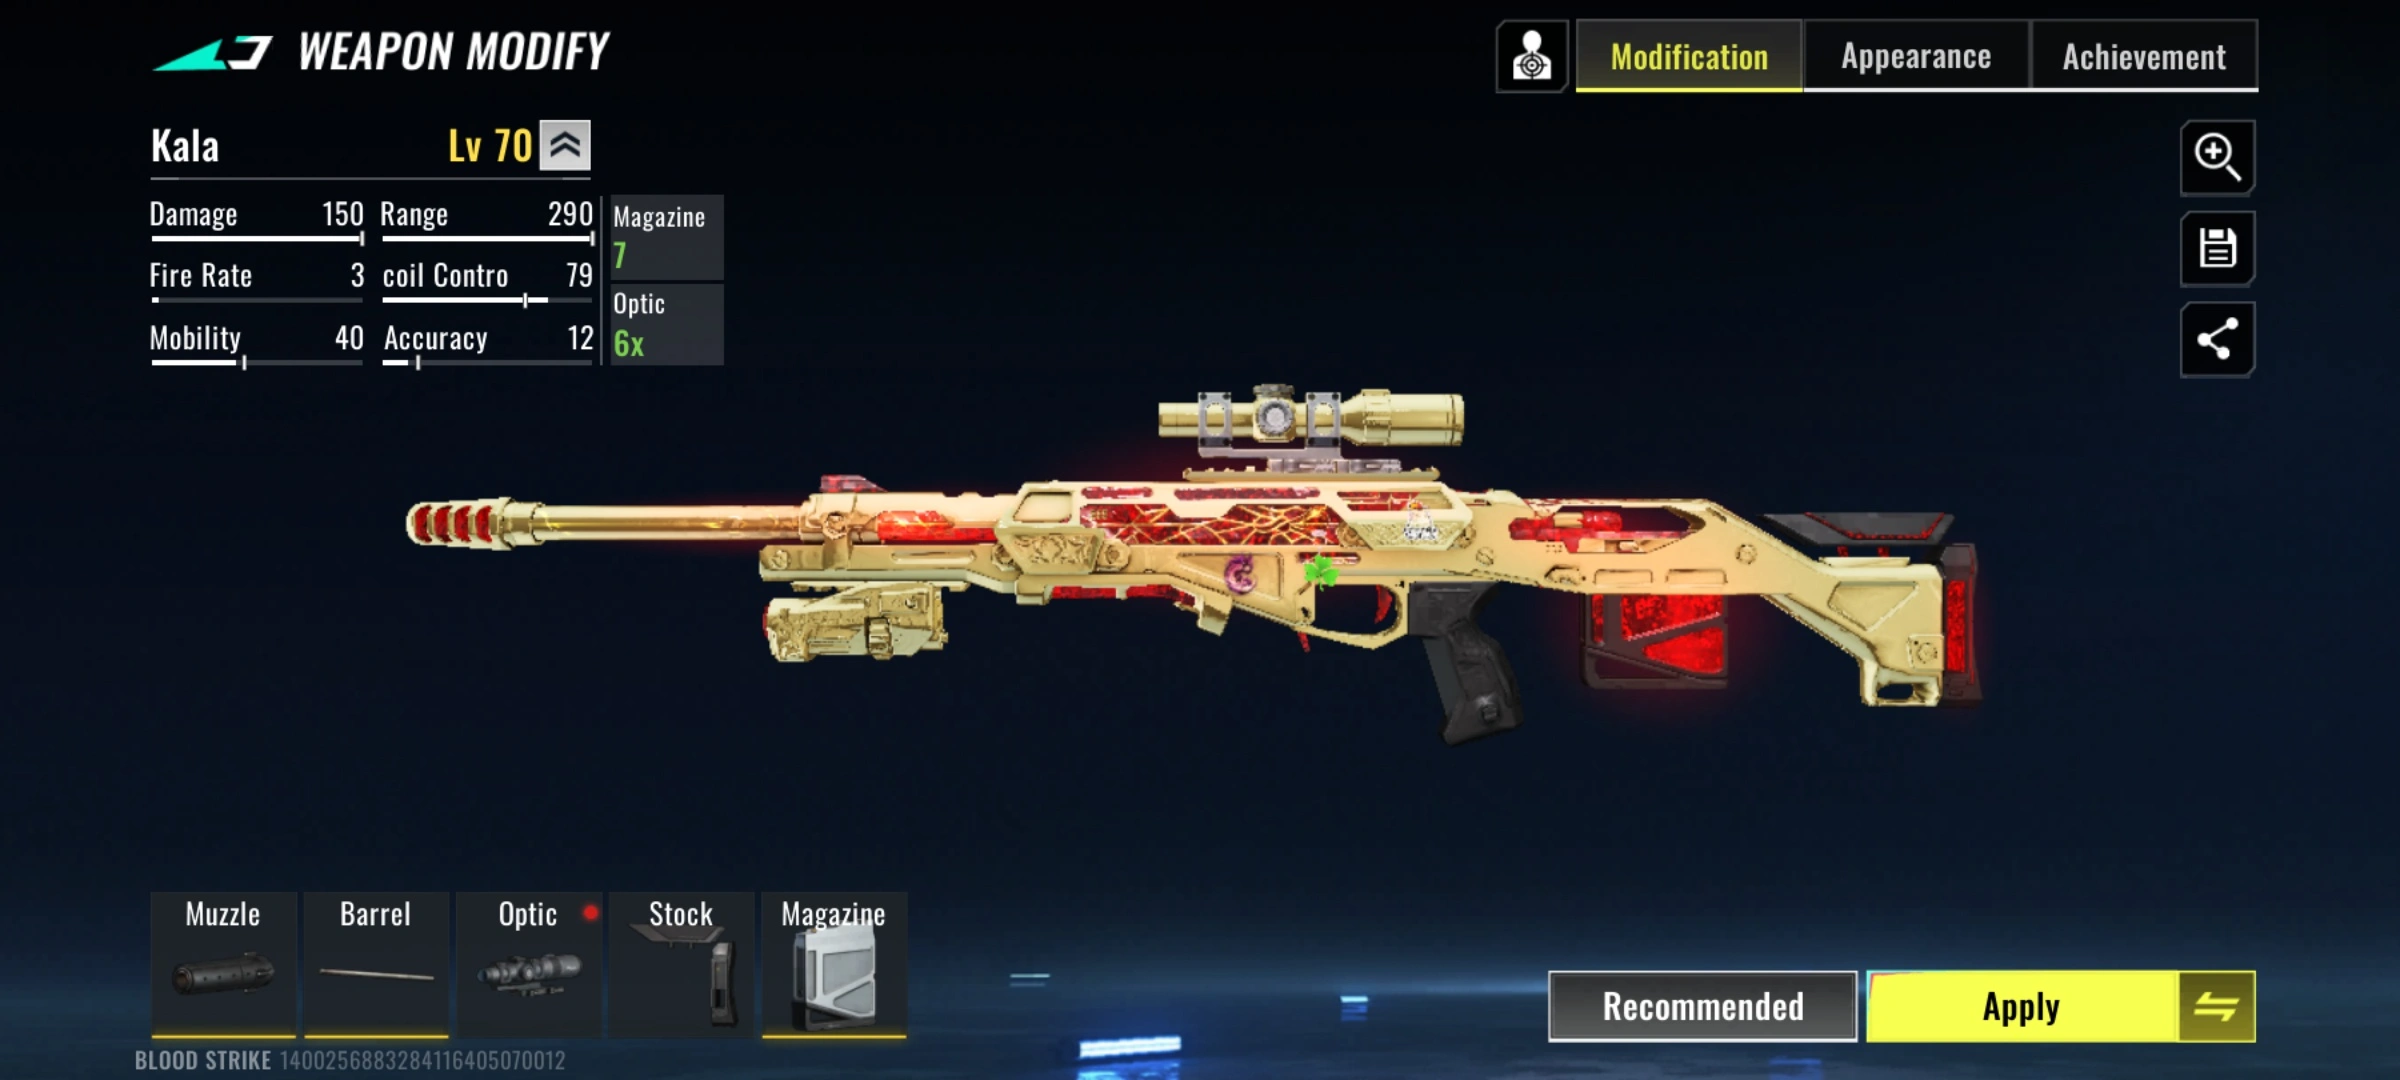 WEAPON MODIFY
Modification
Appearance
Achievement
Kala
Lv 70
Damage 150
Range 290
Magazine
7
Fire Rate 3
coil Contro 79
Optic
6x
Mobility 40
Accuracy 12
Muzzle
Barrel
Optic
Stock
Magazine
Recommended
Apply
BLOOD STRIKE 1400256883284116405070012